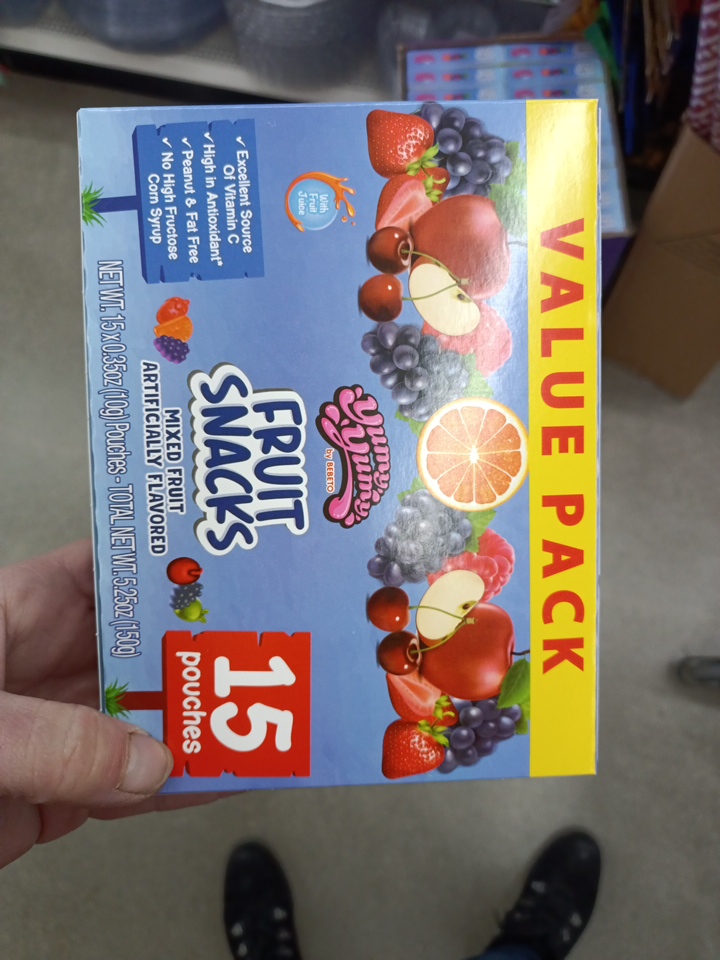 VALUE PACK
Yummy
Yummy
by BEBETO
With
Fruit
Juice
FRUIT
SNACKS
✓ Excellent Source
Of Vitamin C
✓ High in Antioxidant*
✓ Peanut & Fat Free
✓ No High Fructose
Corn Syrup
15
pouches
MIXED FRUIT
ARTIFICIALLY FLAVORED
NET WT. 15 x 0.35oz (10g) Pouches - TOTAL NET WT. 5.25oz (150g)